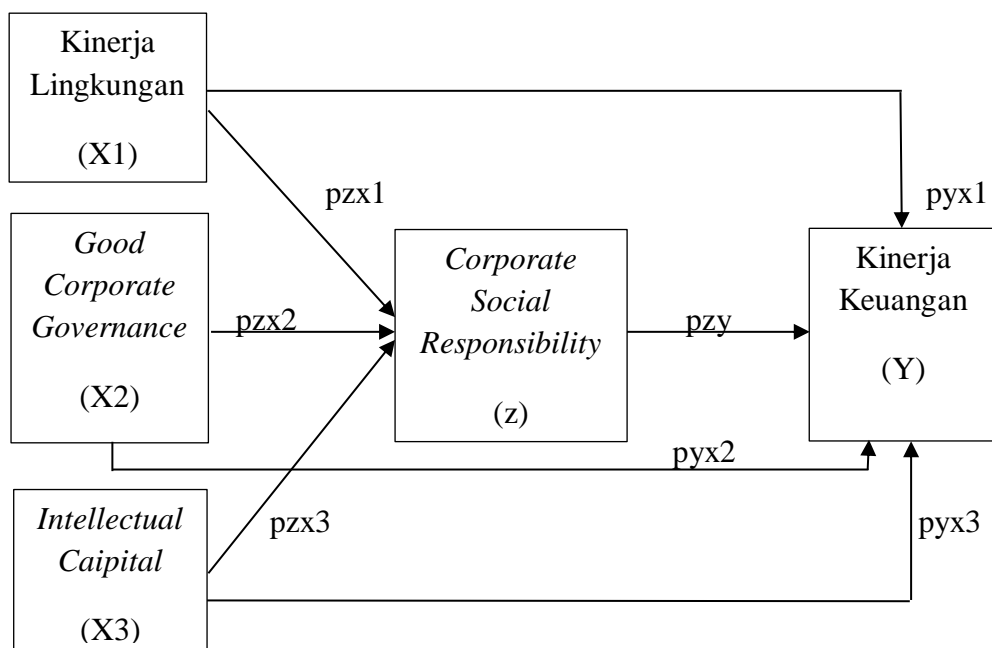 Kinerja
Lingkungan
(X1)
pzx1
pyx1
Good
Corporate
Governance
(X2)
pzx2
Corporate
Social
Responsibility
(z)
pzy
Kinerja
Keuangan
(Y)
pyx2
Intellectual
Caipital
(X3)
pzx3
pyx3